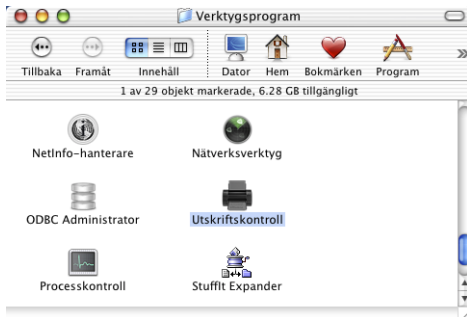 Verktygsprogram
Tillbaka Framåt Innehåll Dator Hem Bokmärken Program
1 av 29 objekt markerade, 6.28 GB tillgängligt
NetInfo-hanterare Nätverksverktyg
ODBC Administrator Utskriftskontroll
Processkontroll StuffIt Expander